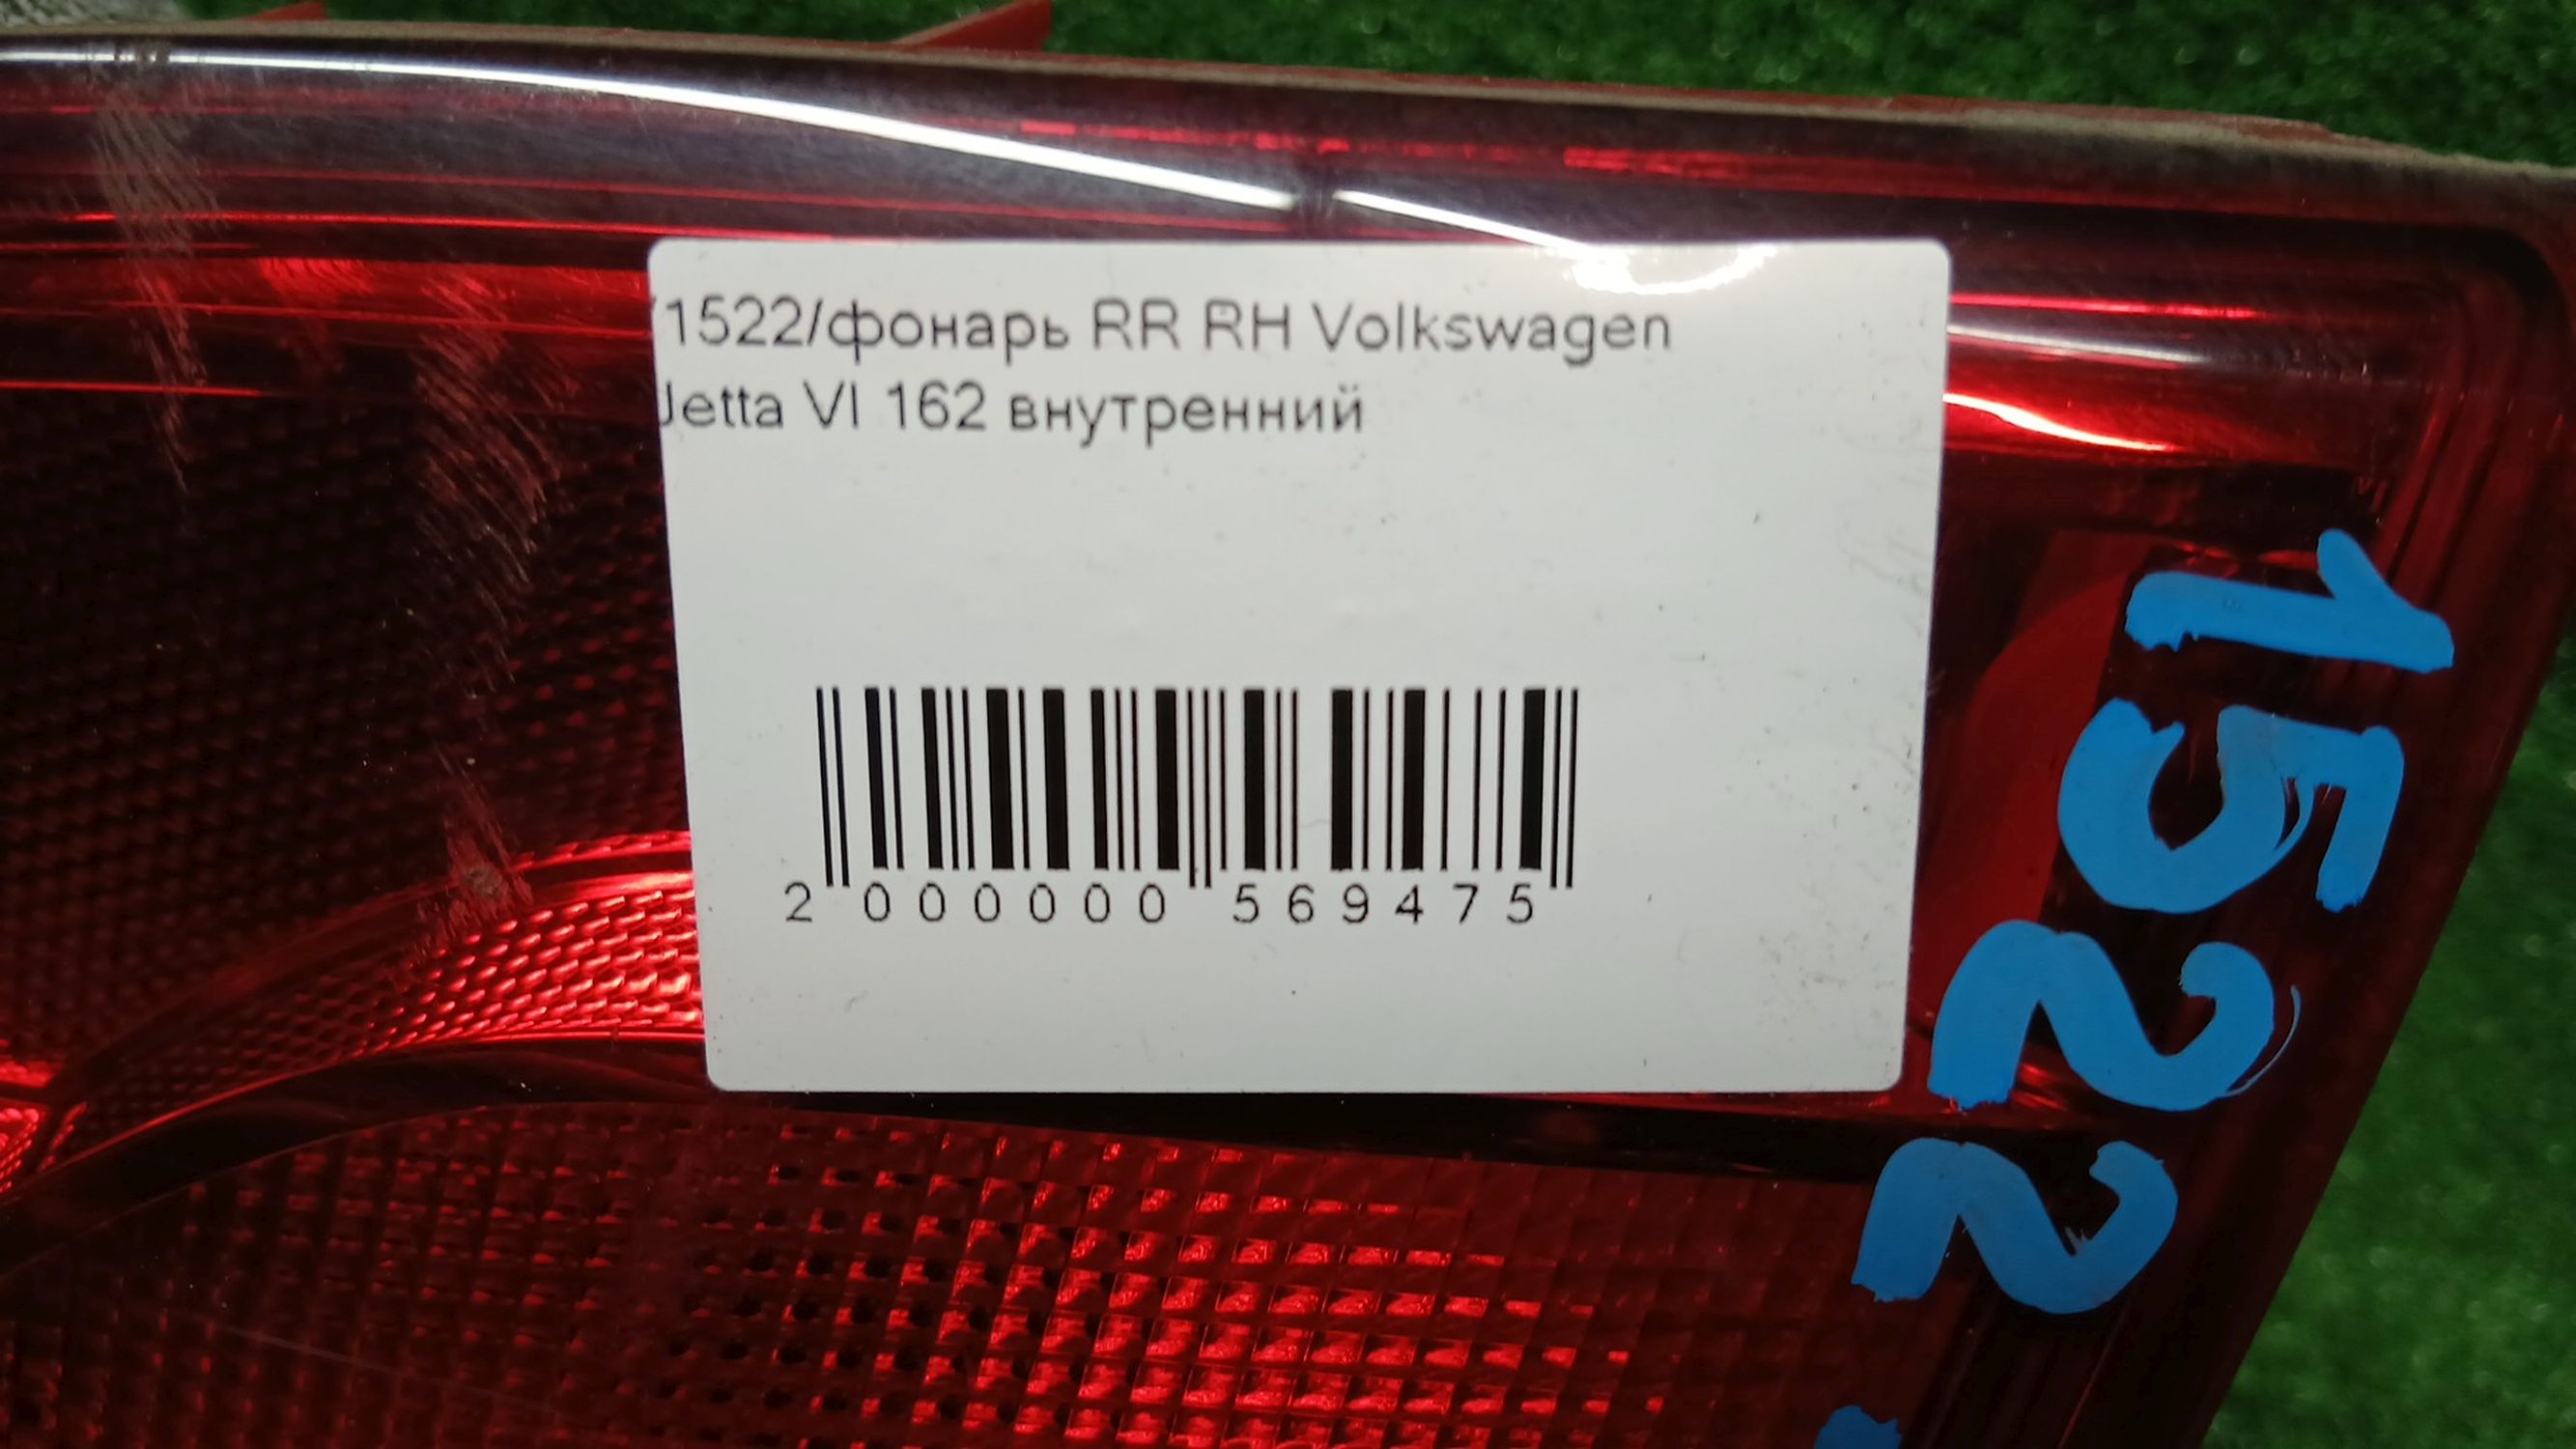 /1522/фонарь RR RH Volkswagen
Jetta VI 162 внутренний
2 000000 569475
1522